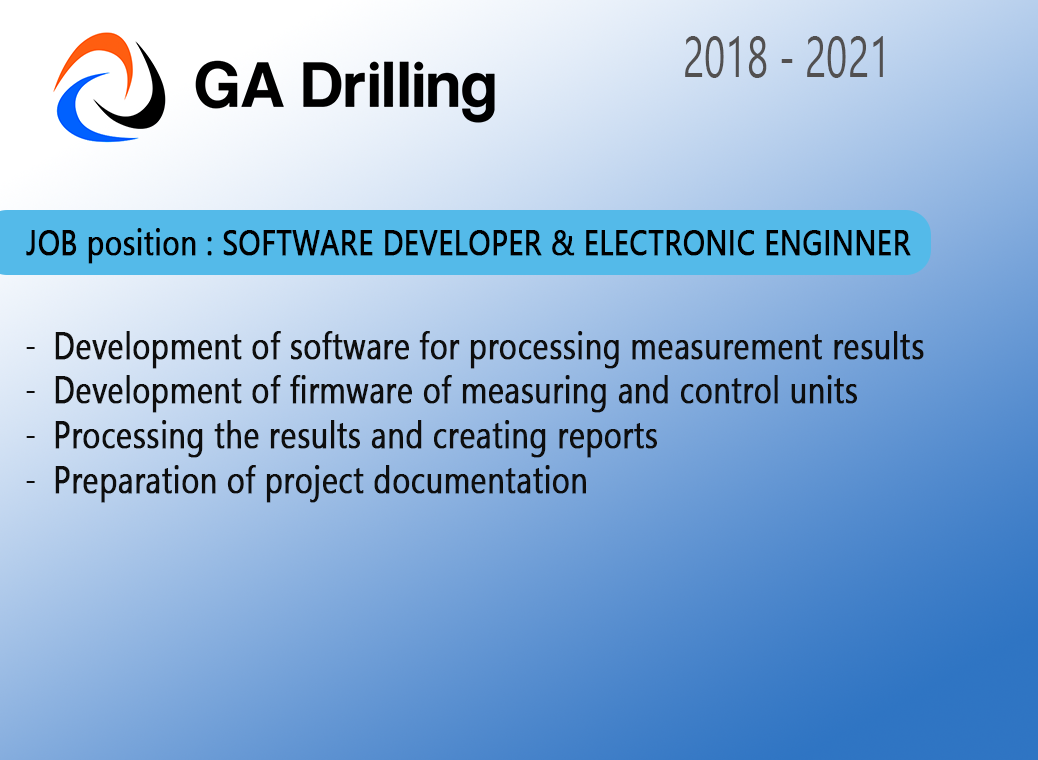 GA Drilling
2018 - 2021
JOB position : SOFTWARE DEVELOPER & ELECTRONIC ENGINNER
- Development of software for processing measurement results
- Development of firmware of measuring and control units
- Processing the results and creating reports
- Preparation of project documentation